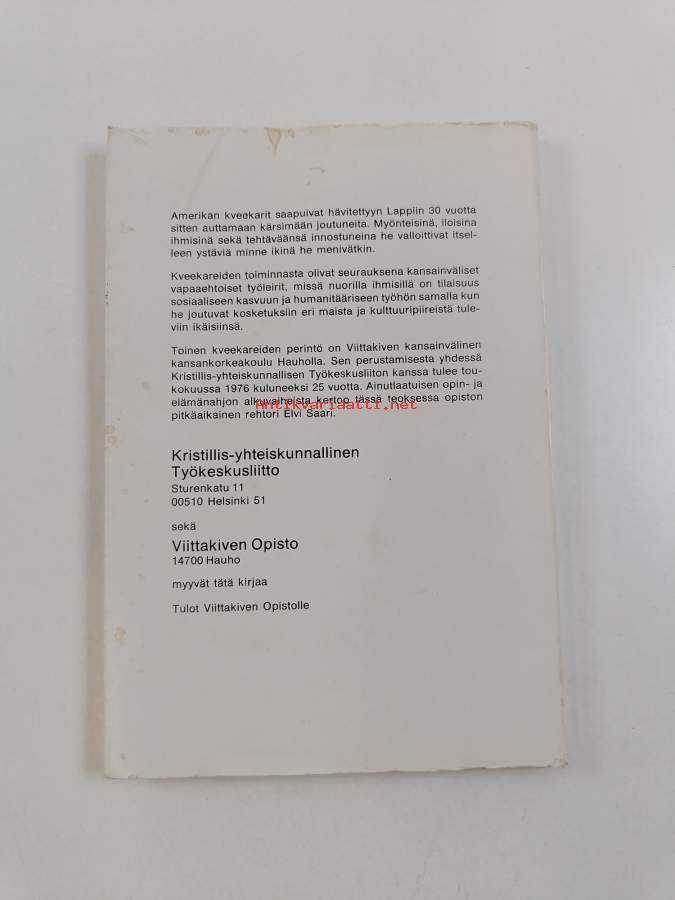 Amerikan kveekarit saapuivat hävitettyyn Lappiin 30 vuotta
sitten auttamaan kärsimään joutuneita. Myönteisinä, iloisina
ihmisinä sekä tehtäväänsä innostuneina he valloittivat itsel-
leen ystäviä minne ikinä he menivätkin.
Kveekareiden toiminnasta olivat seurauksena kansainväliset
vapaaehtoiset työleirit, missä nuorilla ihmisillä on tilaisuus
sosiaaliseen kasvuun ja humanitääriseen työhön samalla kun
he joutuvat kosketuksiin eri maista ja kulttuuripiireistä tule-
viin ikäisiinsä.
Toinen kveekareiden perintö on Viittakiven kansainvälinen
kansankorkeakoulu Hauholla. Sen perustamisesta yhdessä
Kristillis-yhteiskunnallisen Työkeskusliiton kanssa tulee tou-
kokuussa 1976 kuluneeksi 25 vuotta. Ainutlaatuisen opin- ja
elämänahjon alkuvaiheista kertoo tässä teoksessa opiston
Antikvariaatti.net
pitkäaikainen rehtori Elvi Saari.
Kristillis-yhteiskunnallinen
Työkeskusliitto
Sturenkatu 11
00510 Helsinki 51
sekä
Viittakiven Opisto
14700 Hauho
myyvät tätä kirjaa
Tulot Viittakiven Opistolle